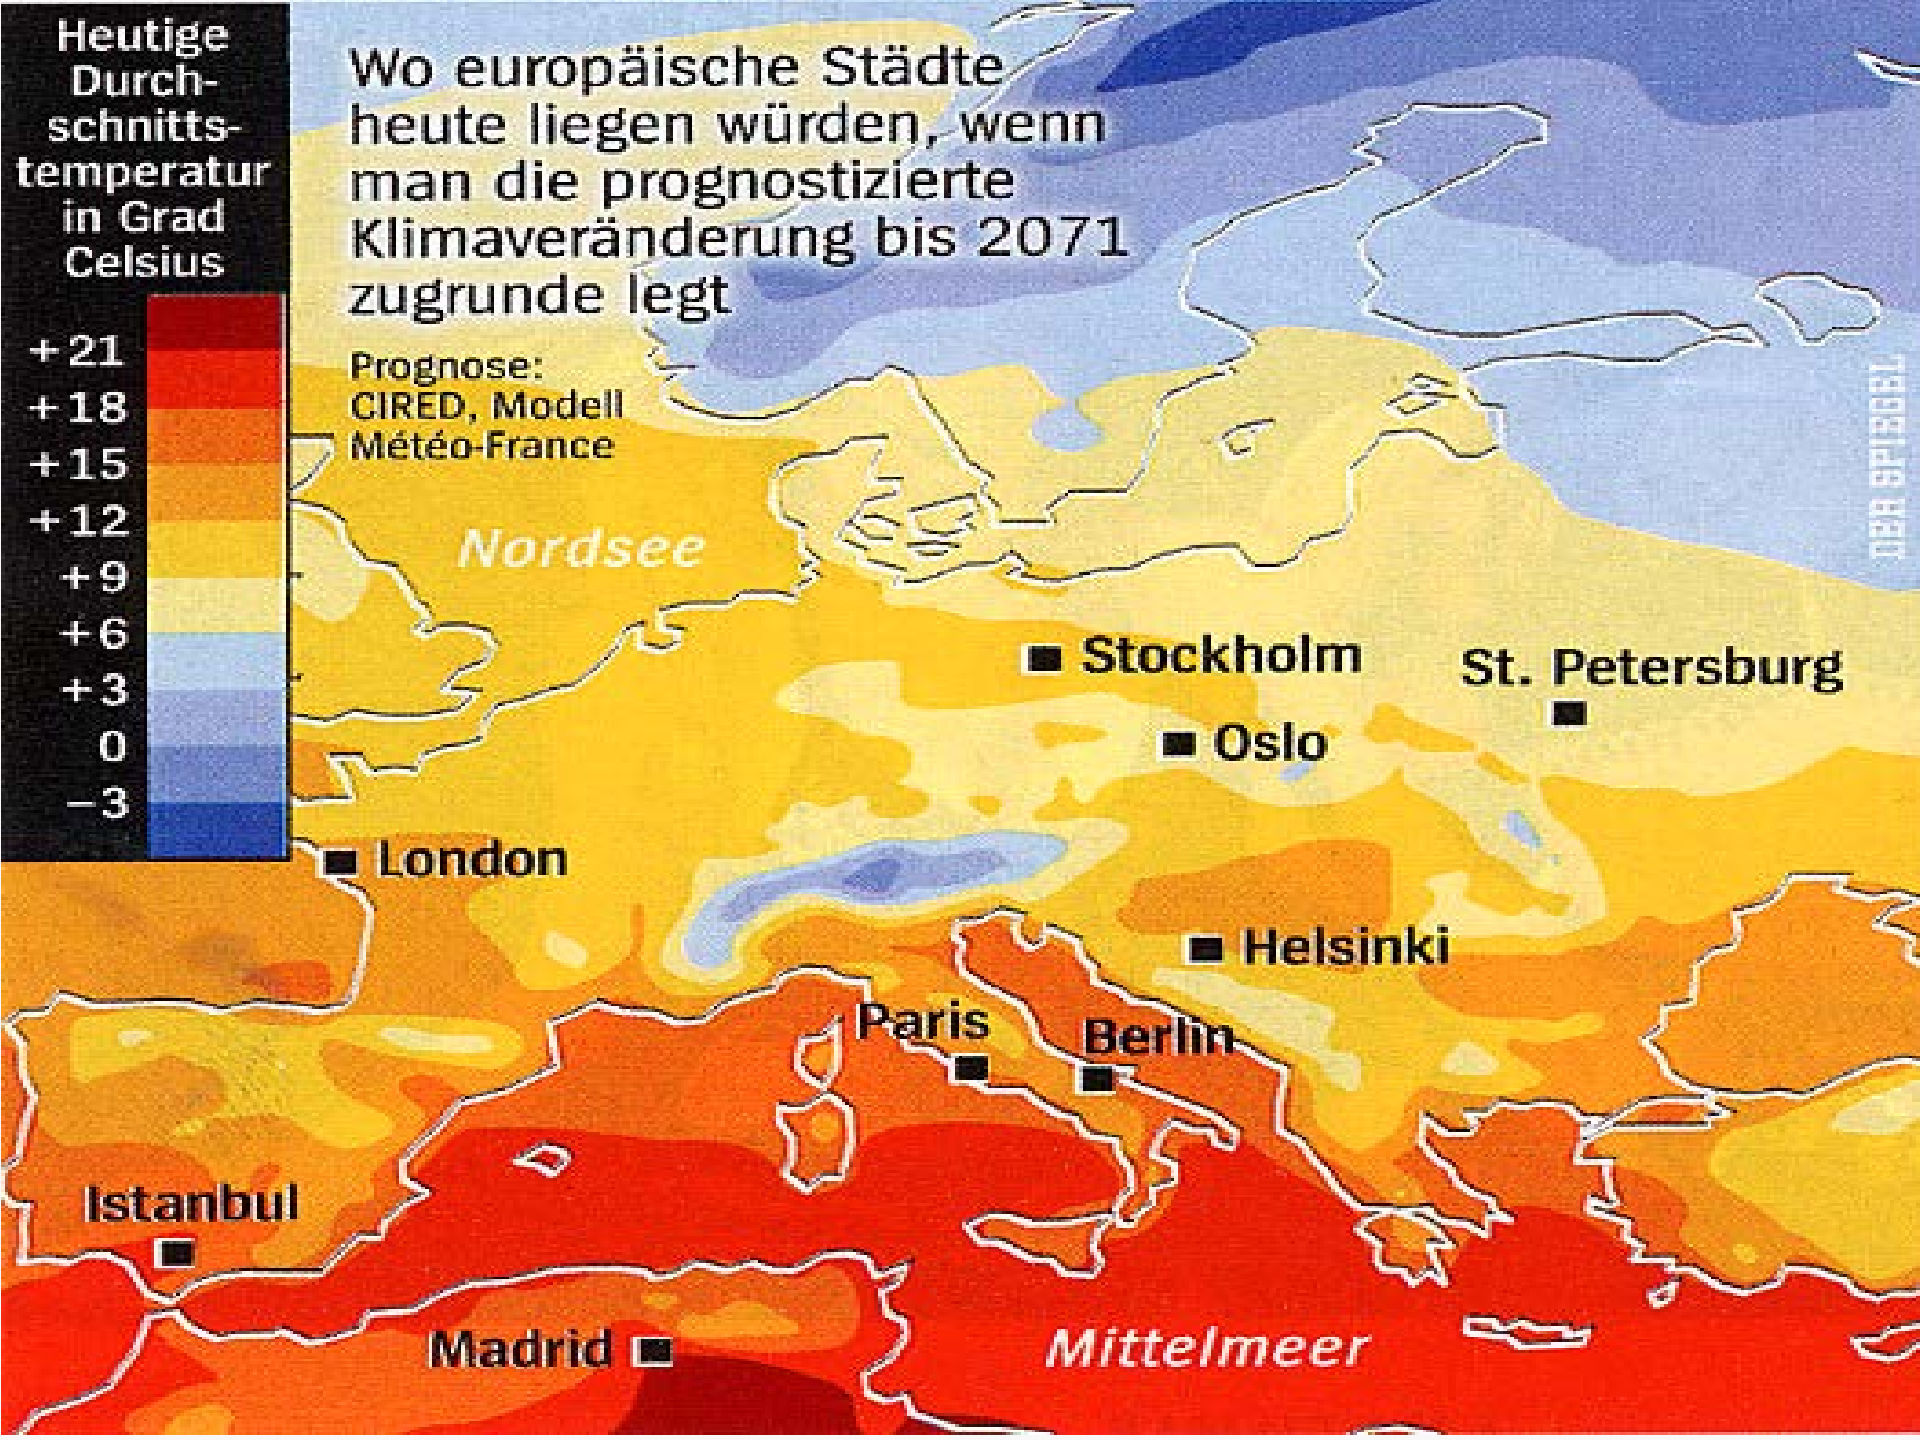 Heutige
Durch-
schnitts-
temperatur
in Grad
Celsius
+21
+18
+15
+12
+9
+6
+3
0
−3
Wo europäische Städte
heute liegen würden, wenn
man die prognostizierte
Klimaveränderung bis 2071
zugrunde legt
Prognose:
CIRED, Modell
Météo-France
DER SPIEGEL
Nordsee
Stockholm
St. Petersburg
Oslo
London
Helsinki
Paris
Berlin
Istanbul
Madrid
Mittelmeer